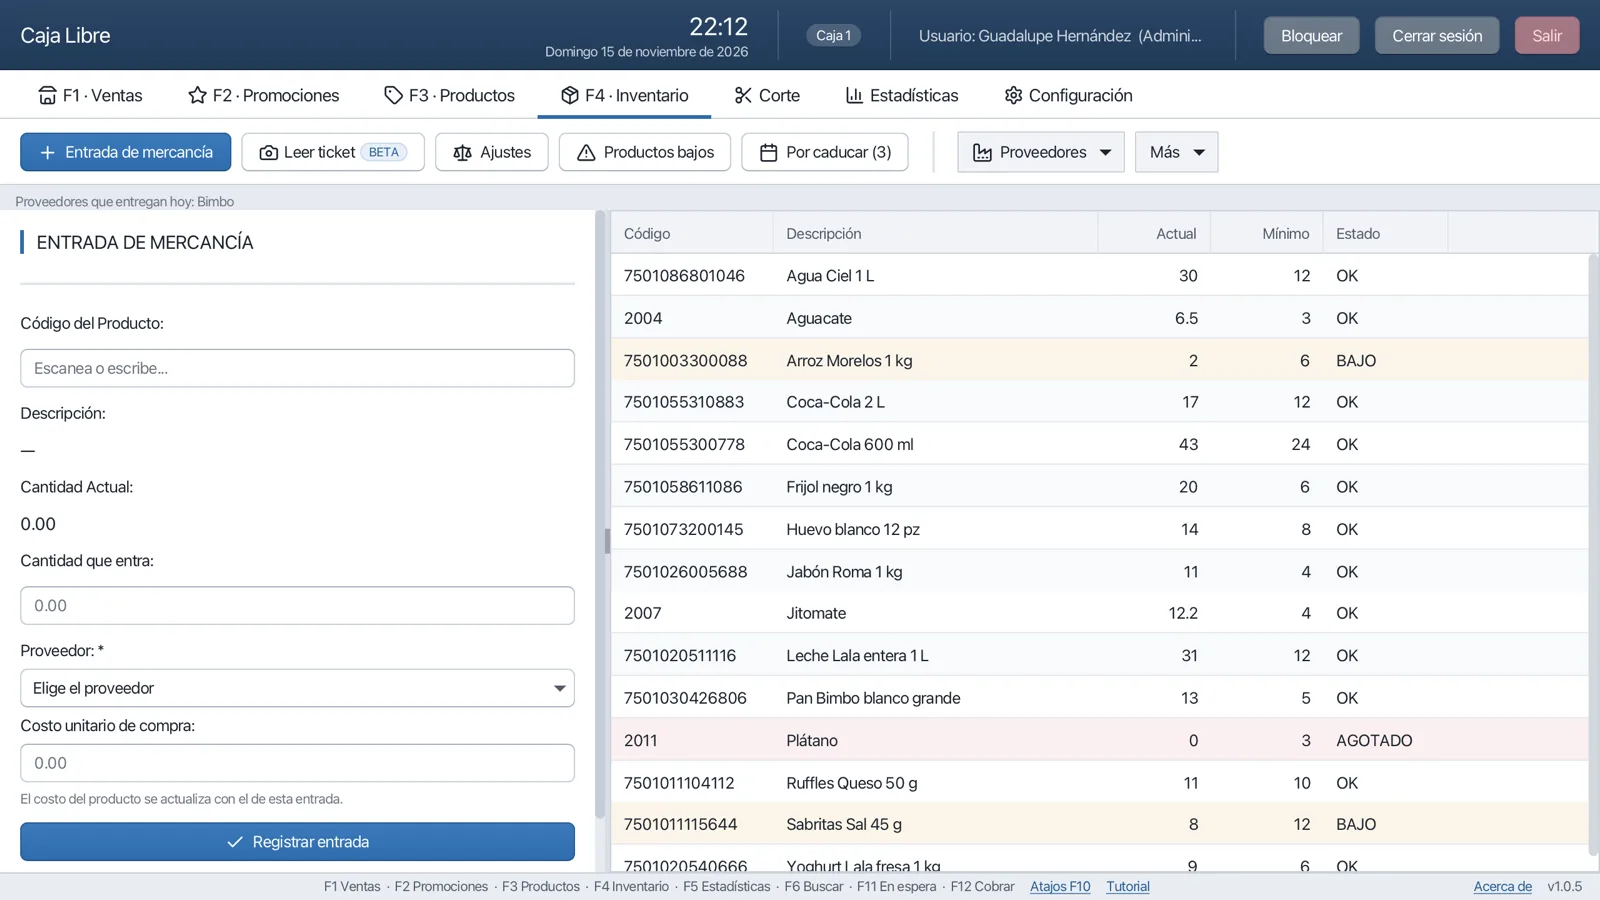 Caja Libre
22:12
Domingo 15 de noviembre de 2026
Caja 1
Usuario: Guadalupe Hernández (Admini...
Bloquear
Cerrar sesión
Salir
F1 · Ventas
F2 · Promociones
F3 · Productos
F4 · Inventario
Corte
Estadísticas
Configuración
Entrada de mercancía
Leer ticket BETA
Ajustes
Productos bajos
Por caducar (3)
Proveedores
Más
Proveedores que entregan hoy: Bimbo
ENTRADA DE MERCANCÍA
Código del Producto:
Escanea o escribe...
Descripción:
—
Cantidad Actual:
0.00
Cantidad que entra:
0.00
Proveedor: *
Elige el proveedor
Costo unitario de compra:
0.00
El costo del producto se actualiza con el de esta entrada.
Registrar entrada
Código Descripción Actual Mínimo Estado
7501086801046 Agua Ciel 1 L 30 12 OK
2004 Aguacate 6.5 3 OK
7501003300088 Arroz Morelos 1 kg 2 6 BAJO
7501055310883 Coca-Cola 2 L 17 12 OK
7501055300778 Coca-Cola 600 ml 43 24 OK
7501058611086 Frijol negro 1 kg 20 6 OK
7501073200145 Huevo blanco 12 pz 14 8 OK
7501026005688 Jabón Roma 1 kg 11 4 OK
2007 Jitomate 12.2 4 OK
7501020511116 Leche Lala entera 1 L 31 12 OK
7501030426806 Pan Bimbo blanco grande 13 5 OK
2011 Plátano 0 3 AGOTADO
7501011104112 Ruffles Queso 50 g 11 10 OK
7501011115644 Sabritas Sal 45 g 8 12 BAJO
7501020540666 Yoghurt Lala fresa 1 kg 9 6 OK
F1 Ventas · F2 Promociones · F3 Productos · F4 Inventario · F5 Estadísticas · F6 Buscar · F11 En espera · F12 Cobrar Atajos F10 Tutorial
Acerca de v1.0.5